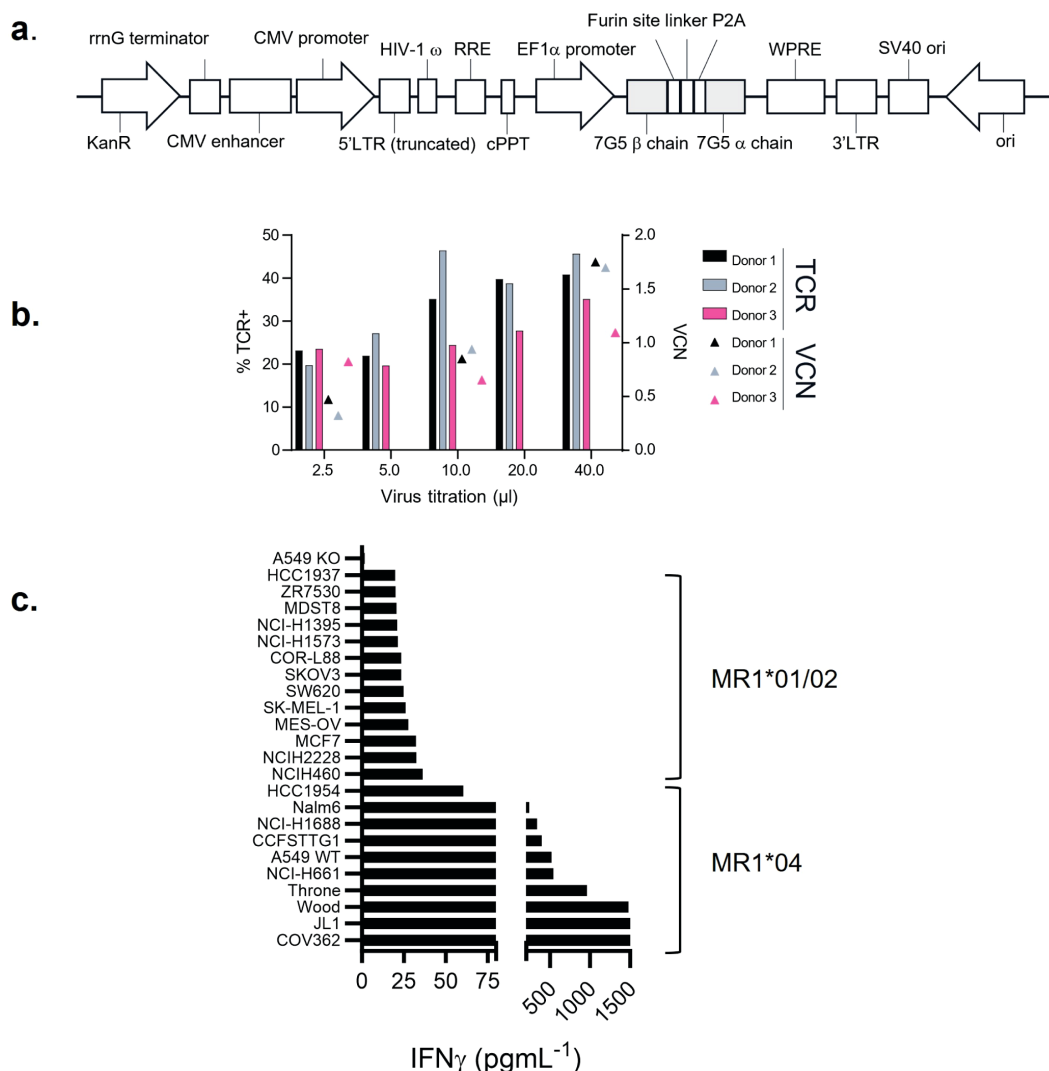 a.
rrnG terminator
CMV promoter
HIV-1 ω
RRE
EF1α promoter
Furin site linker P2A
WPRE
SV40 ori
KanR
CMV enhancer
5'LTR (truncated)
cPPT
7G5 β chain
7G5 α chain
3'LTR
ori
b.
% TCR+
50
40
30
20
10
0
2.5
5.0
10.0
20.0
40.0
Virus titration (µl)
2.0
1.5
1.0
0.5
0.0
VCN
Donor 1
Donor 2
Donor 3
TCR
Donor 1
Donor 2
Donor 3
VCN
c.
A549 KO
HCC1937
ZR7530
MDST8
NCI-H1395
NCI-H1573
COR-L88
SKOV3
SW620
SK-MEL-1
MES-OV
MCF7
NCIH2228
NCIH460
HCC1954
Nalm6
NCI-H1688
CCFSTTG1
A549 WT
NCI-H661
Throne
Wood
JL1
COV362
MR1*01/02
MR1*04
0
25
50
75
500
1000
1500
IFNγ (pgmL⁻¹)